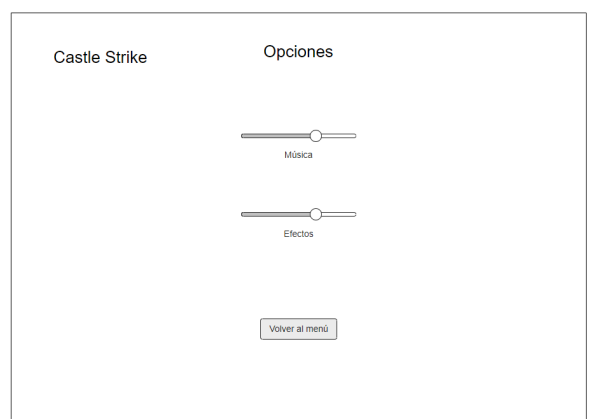 Castle Strike
Opciones
Música
Efectos
Volver al menú